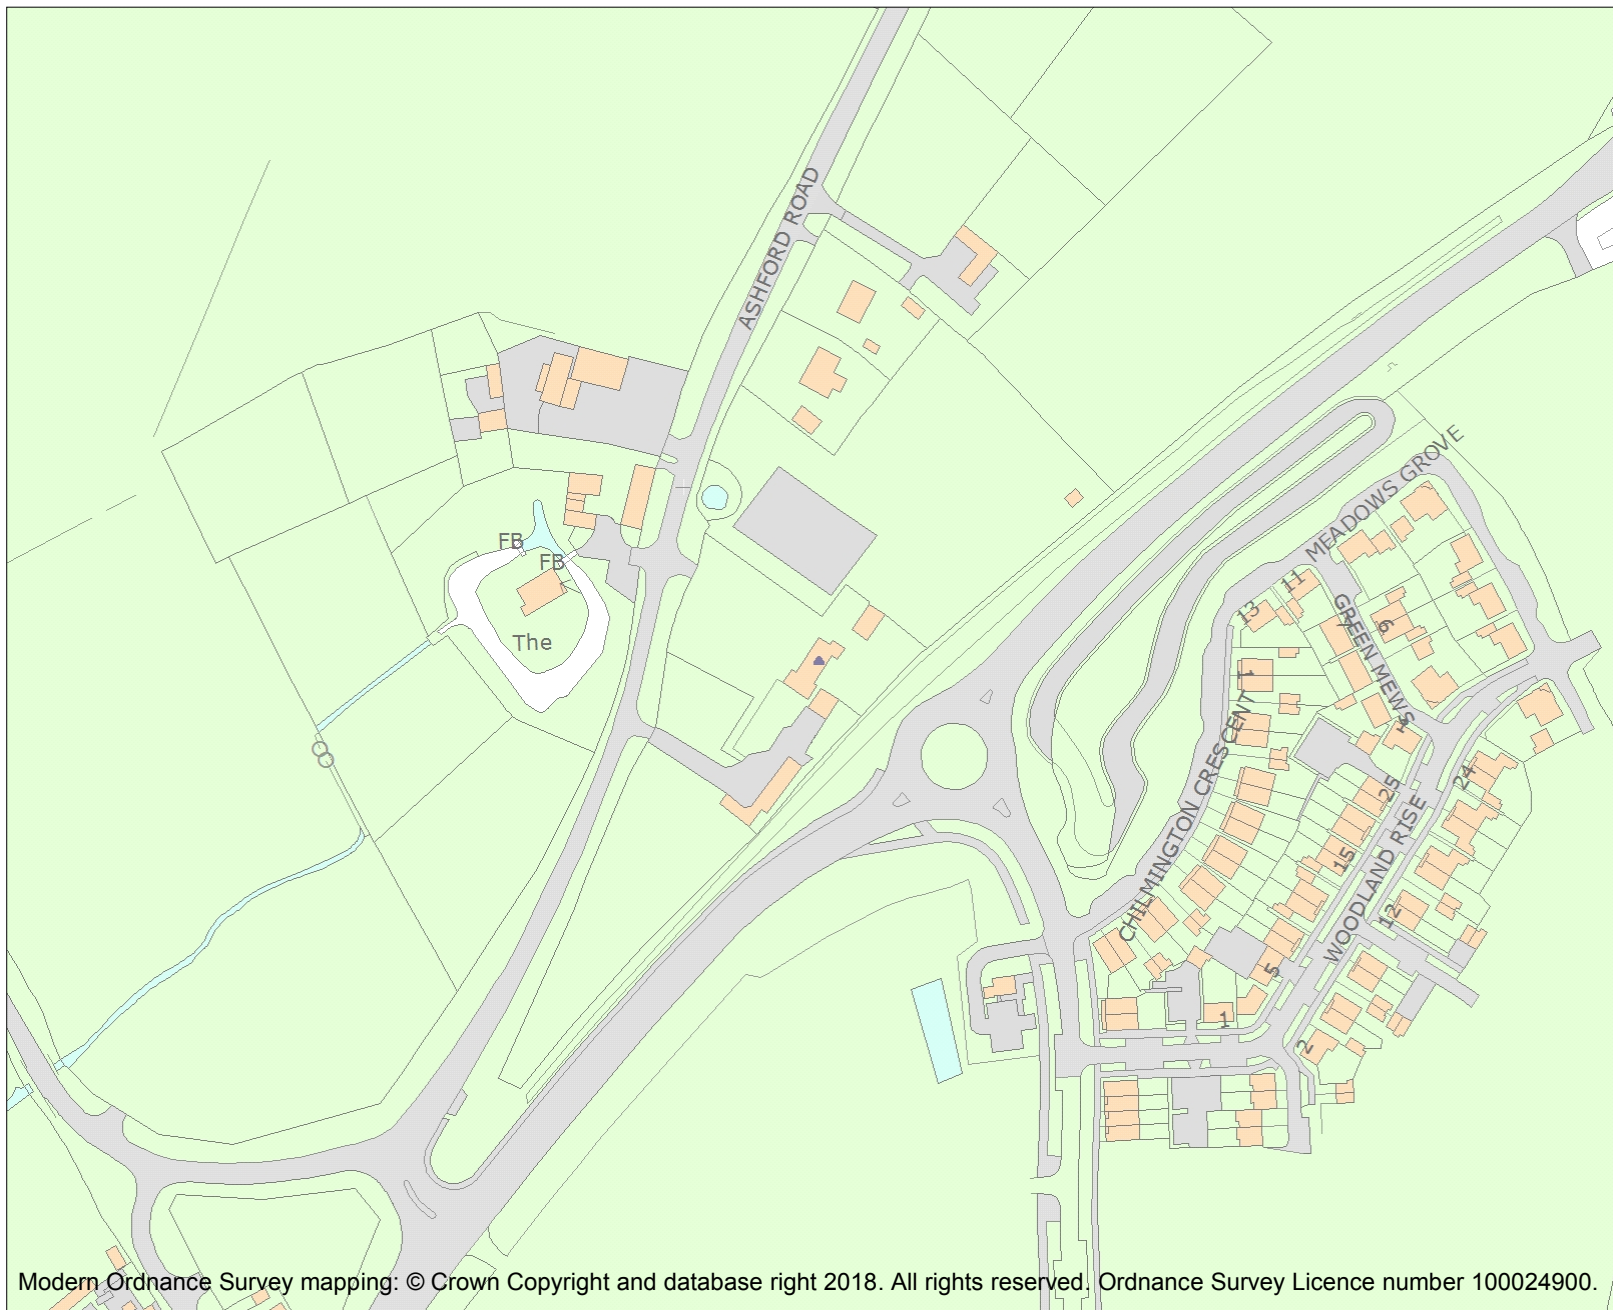 ASHFORD ROAD
MEADOWS GROVE
FB
FB
11
13
GREEN MEWS
7
6
The
1
CHILMINGTON CRESCENT
1
25
24
WOODLAND RISE
15
12
5
1
2
Modern Ordnance Survey mapping: © Crown Copyright and database right 2018. All rights reserved. Ordnance Survey Licence number 100024900.